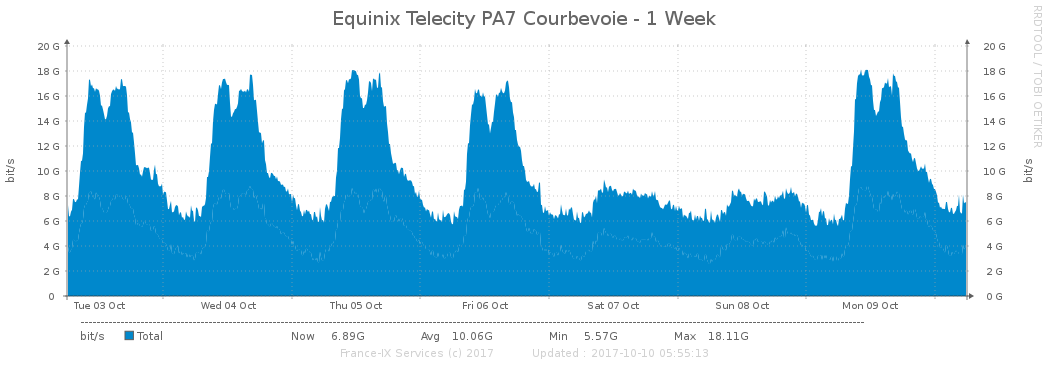 Equinix Telecity PA7 Courbevoie - 1 Week
RRDTOOL / TOBI OETIKER
20 G 20 G
18 G 18 G
16 G 16 G
14 G 14 G
12 G 12 G
10 G 10 G
8 G 8 G
6 G 6 G
4 G 4 G
2 G 2 G
0 0 G
bit/s bit/s
Tue 03 Oct Wed 04 Oct Thu 05 Oct Fri 06 Oct Sat 07 Oct Sun 08 Oct Mon 09 Oct
bit/s Total Now 6.89G Avg 10.06G Min 5.57G Max 18.11G
France-IX Services (c) 2017 Updated : 2017-10-10 05:55:13